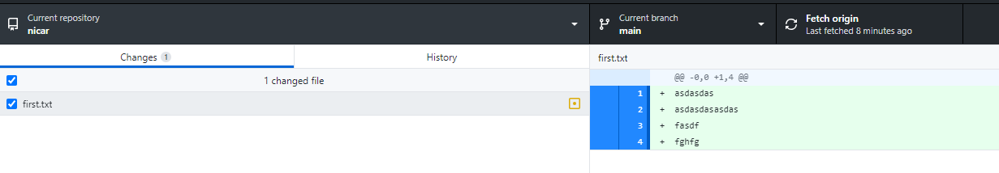 Current repository
nicar
Current branch
main
Fetch origin
Last fetched 8 minutes ago
Changes 1
History
1 changed file
first.txt
first.txt
@@ -0,0 +1,4 @@
1 + asdasdas
2 + asdasdasasdas
3 + fasdf
4 + fghfg